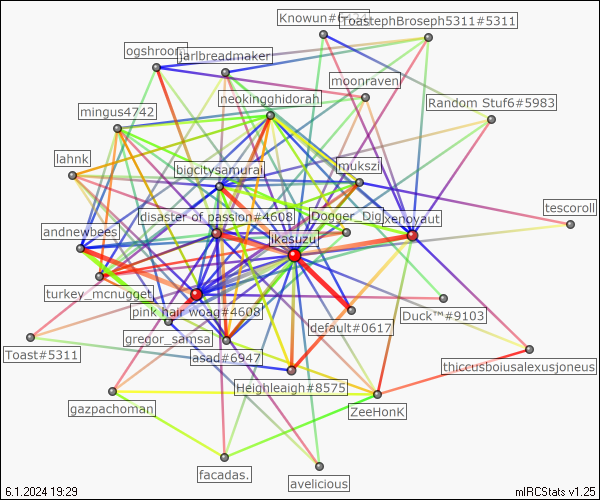 Knowun#
ToastephBroseph5311#5311
ogshroom
jarlbreadmaker
moonraven
neokingghidorah
Random Stuf6#5983
mingus4742
lahnk
bigcitysamurai
mukszi
tescoroll
disaster of passion#4608
Dogger_Dig
xenoyaut
andnewbees
jkasuzu
turkey_mcnugget
pink hair woag#4608
Duck™#9103
default#0617
gregor_samsa
Toast#5311
asad#6947
thiccusboiusalexusjoneus
Heighleaigh#8575
gazpachoman
ZeeHonK
facadas.
avelicious
6.1.2024 19:29
mIRCStats v1.25